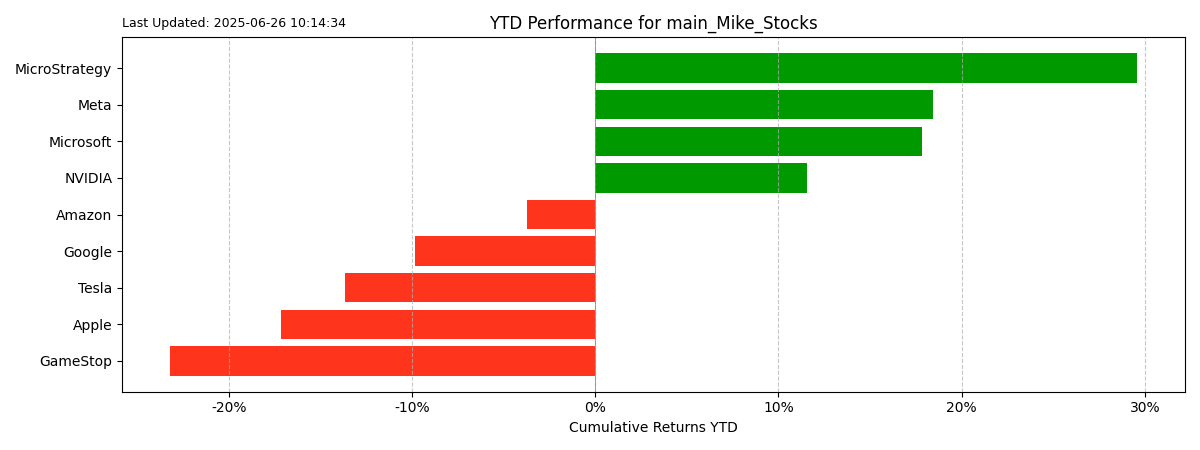 Last Updated: 2025-06-26 10:14:34
YTD Performance for main_Mike_Stocks
MicroStrategy
Meta
Microsoft
NVIDIA
Amazon
Google
Tesla
Apple
GameStop
-20% -10% 0% 10% 20% 30%
Cumulative Returns YTD